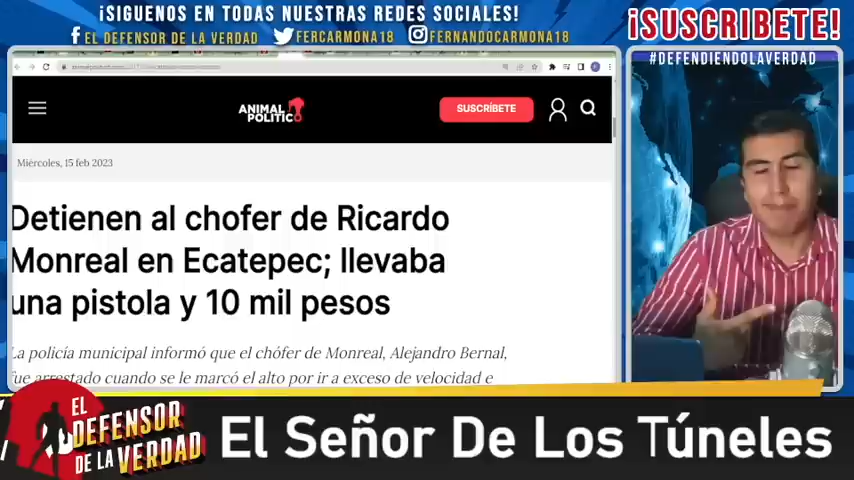 ¡SIGUENOS EN TODAS NUESTRAS REDES SOCIALES!
EL DEFENSOR DE LA VERDAD FERCARMONA18 FERNANDOCARMONA18
¡SUSCRIBETE!
#DEFENDIENDOLAVERDAD
ANIMAL
POLÍTICO
SUSCRÍBETE
Miércoles, 15 feb 2023
Detienen al chofer de Ricardo
Monreal en Ecatepec; llevaba
una pistola y 10 mil pesos
La policía municipal informó que el chófer de Monreal, Alejandro Bernal,
fue arrestado cuando se le marcó el alto por ir a exceso de velocidad e
EL
DEFENSOR
DE LA VERDAD
El Señor De Los Túneles